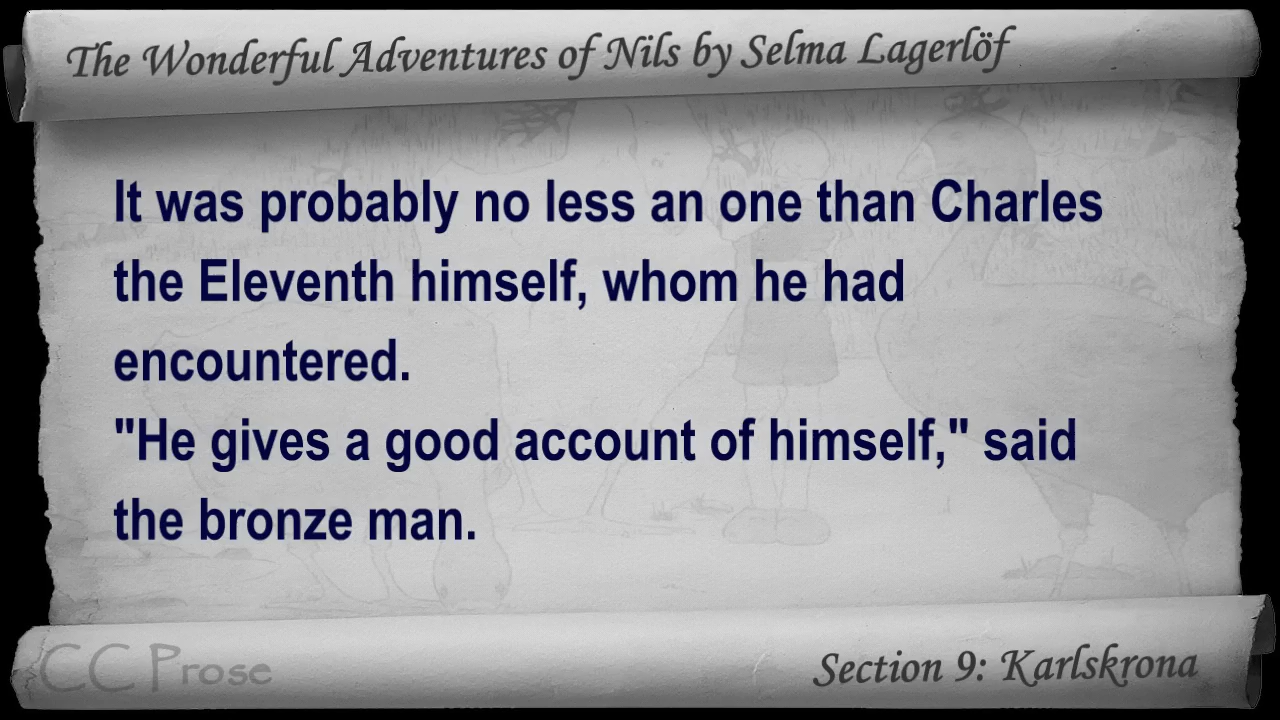 The Wonderful Adventures of Nils by Selma Lagerlöf
It was probably no less an one than Charles
the Eleventh himself, whom he had
encountered.
"He gives a good account of himself," said
the bronze man.
CC Prose
Section 9: Karlskrona